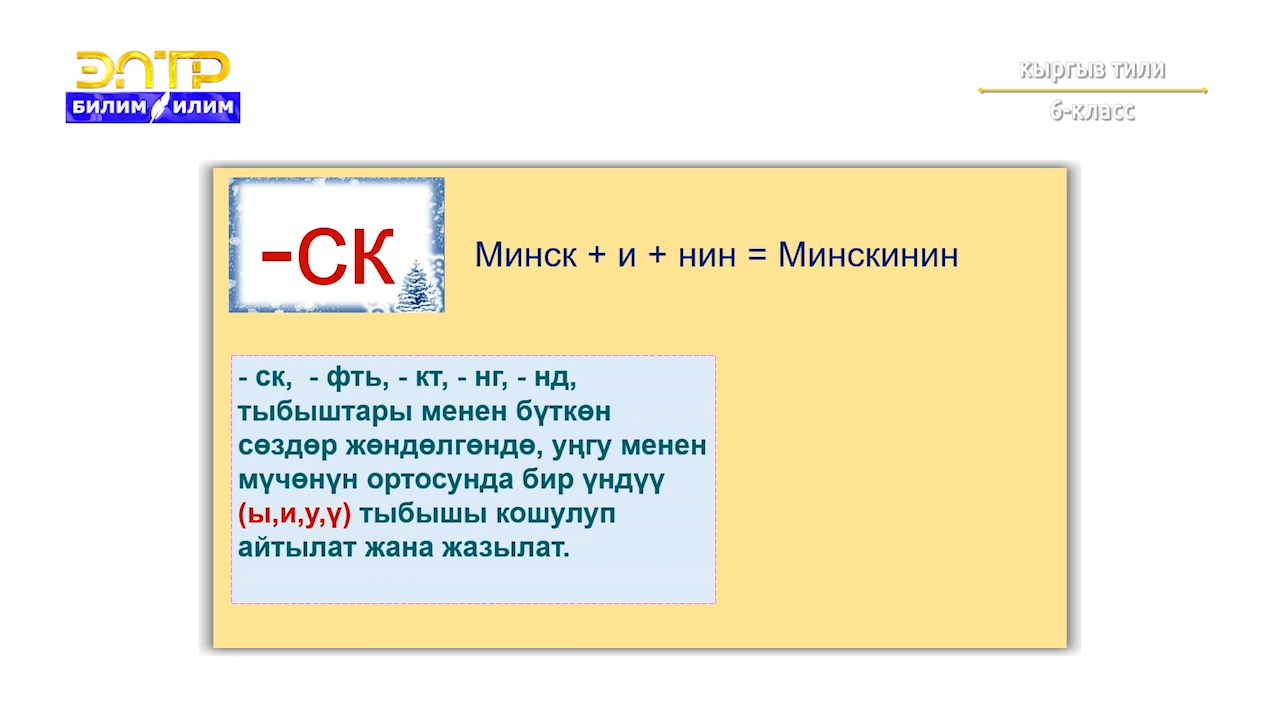 ЭЛТР
БИЛИМ ИЛИМ
кыргыз тили
6-класс
-ск
Минск + и + нин = Минскинин
- ск,  - фть, - кт, - нг, - нд,
тыбыштары менен бүткөн
сөздөр жөндөлгөндө, уңгу менен
мүчөнүн ортосунда бир үндүү
(ы,и,у,ү) тыбышы кошулуп
айтылат жана жазылат.